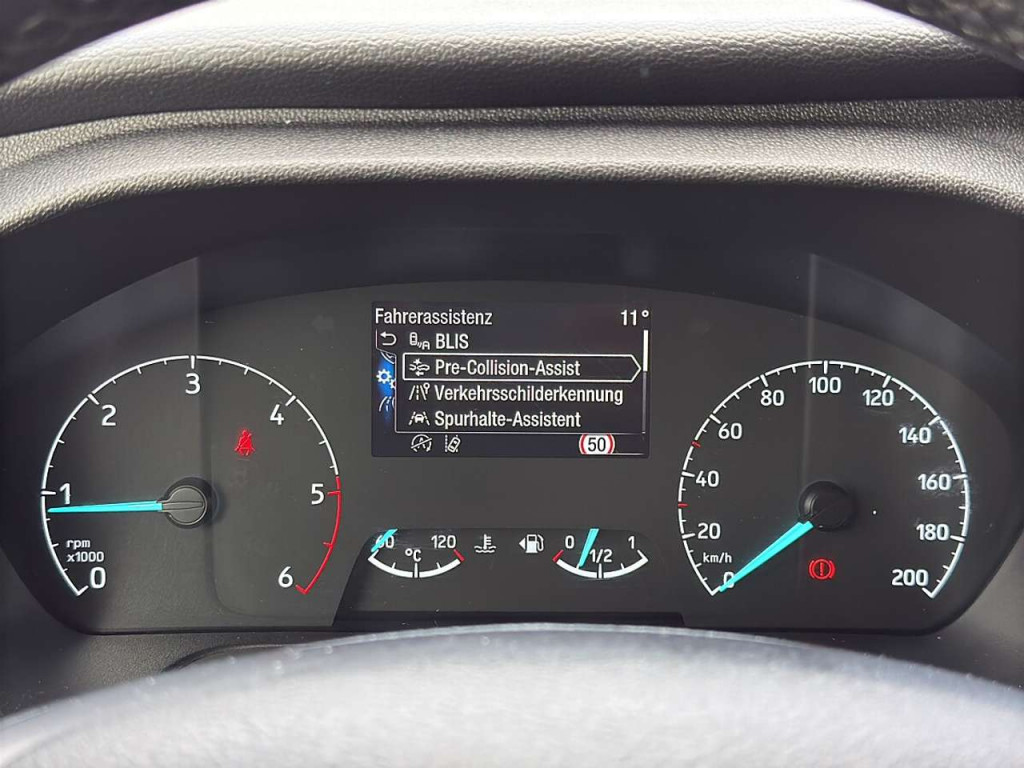 Fahrerassistenz 11°
BLIS
Pre-Collision-Assist
Verkehrsschilderkennung
Spurhalte-Assistent
50
0
1
2
3
4
5
6
rpm
x1000
60
120
°C
0
1/2
1
0
20
40
60
80
100
120
140
160
180
200
km/h